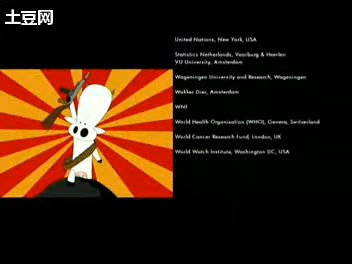 土豆网
United Nations, New York, USA
Statistics Netherlands, Voorburg & Heerlen
VU University, Amsterdam
Wageningen University and Research, Wageningen
Wakker Dier, Amsterdam
WNF
World Health Organisation (WHO), Geneva, Switzerland
World Cancer Research Fund, London, UK
World Watch Institute, Washington DC, USA